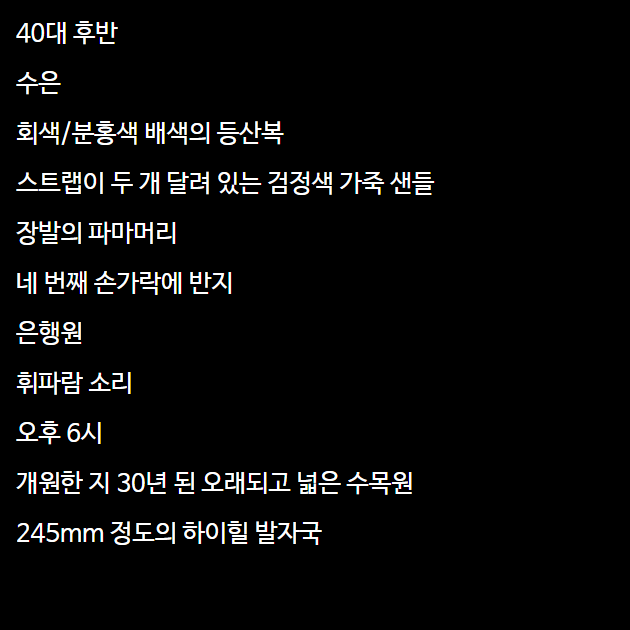 40대 후반
수은
회색/분홍색 배색의 등산복
스트랩이 두 개 달려 있는 검정색 가죽 샌들
장발의 파마머리
네 번째 손가락에 반지
은행원
휘파람 소리
오후 6시
개원한 지 30년 된 오래되고 넓은 수목원
245mm 정도의 하이힐 발자국